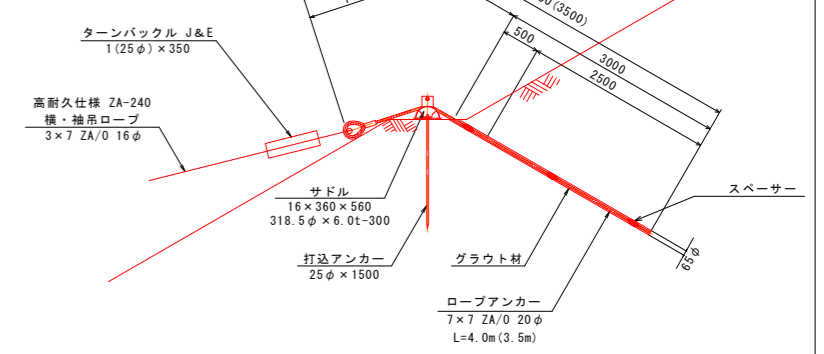 ターンバックル J&E
1(25φ)×350
高耐久仕様 ZA-240
横・袖吊ロープ
3×7 ZA/O 16φ
(3500)
500
3000
2500
サドル
16×360×560
318.5φ×6.0t-300
打込アンカー
25φ×1500
グラウト材
スペーサー
65φ
ロープアンカー
7×7 ZA/O 20φ
L=4.0m(3.5m)